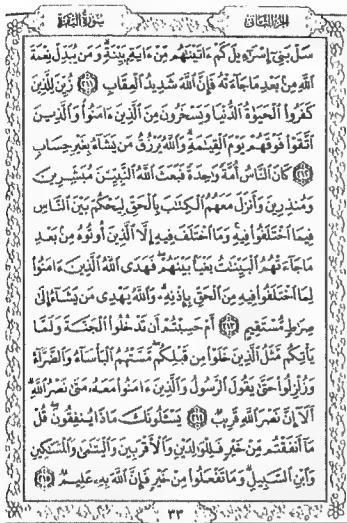 الجزء الثاني
سورة البقرة
سَلْ بَنِىٓ إِسْرَٰٓءِيلَ كَمْ ءَاتَيْنَٰهُم مِّنْ ءَايَةٍۭ بَيِّنَةٍ ۗ وَمَن يُبَدِّلْ نِعْمَةَ
ٱللَّهِ مِنۢ بَعْدِ مَا جَآءَتْهُ فَإِنَّ ٱللَّهَ شَدِيدُ ٱلْعِقَابِ ﴿٢١١﴾ زُيِّنَ لِلَّذِينَ
كَفَرُوا۟ ٱلْحَيَوٰةُ ٱلدُّنْيَا وَيَسْخَرُونَ مِنَ ٱلَّذِينَ ءَامَنُوا۟ ۘ وَٱلَّذِينَ
ٱتَّقَوْا۟ فَوْقَهُمْ يَوْمَ ٱلْقِيَٰمَةِ ۗ وَٱللَّهُ يَرْزُقُ مَن يَشَآءُ بِغَيْرِ حِسَابٍ
﴿٢١٢﴾ كَانَ ٱلنَّاسُ أُمَّةً وَٰحِدَةً فَبَعَثَ ٱللَّهُ ٱلنَّبِيِّۦنَ مُبَشِّرِينَ
وَمُنذِرِينَ وَأَنزَلَ مَعَهُمُ ٱلْكِتَٰبَ بِٱلْحَقِّ لِيَحْكُمَ بَيْنَ ٱلنَّاسِ
فِيمَا ٱخْتَلَفُوا۟ فِيهِ ۚ وَمَا ٱخْتَلَفَ فِيهِ إِلَّا ٱلَّذِينَ أُوتُوهُ مِنۢ بَعْدِ
مَا جَآءَتْهُمُ ٱلْبَيِّنَٰتُ بَغْيًۢا بَيْنَهُمْ ۖ فَهَدَى ٱللَّهُ ٱلَّذِينَ ءَامَنُوا۟
لِمَا ٱخْتَلَفُوا۟ فِيهِ مِنَ ٱلْحَقِّ بِإِذْنِهِۦ ۗ وَٱللَّهُ يَهْدِى مَن يَشَآءُ إِلَىٰ
صِرَٰطٍ مُّسْتَقِيمٍ ﴿٢١٣﴾ أَمْ حَسِبْتُمْ أَن تَدْخُلُوا۟ ٱلْجَنَّةَ وَلَمَّا
يَأْتِكُم مَّثَلُ ٱلَّذِينَ خَلَوْا۟ مِن قَبْلِكُم ۖ مَّسَّتْهُمُ ٱلْبَأْسَآءُ وَٱلضَّرَّآءُ
وَزُلْزِلُوا۟ حَتَّىٰ يَقُولَ ٱلرَّسُولُ وَٱلَّذِينَ ءَامَنُوا۟ مَعَهُۥ مَتَىٰ نَصْرُ ٱللَّهِ ۗ
أَلَآ إِنَّ نَصْرَ ٱللَّهِ قَرِيبٌ ﴿٢١٤﴾ يَسْـَٔلُونَكَ مَاذَا يُنفِقُونَ ۖ قُلْ
مَآ أَنفَقْتُم مِّنْ خَيْرٍ فَلِلْوَٰلِدَيْنِ وَٱلْأَقْرَبِينَ وَٱلْيَتَٰمَىٰ وَٱلْمَسَٰكِينِ
وَٱبْنِ ٱلسَّبِيلِ ۗ وَمَا تَفْعَلُوا۟ مِنْ خَيْرٍ فَإِنَّ ٱللَّهَ بِهِۦ عَلِيمٌ ﴿٢١٥﴾
٣٣